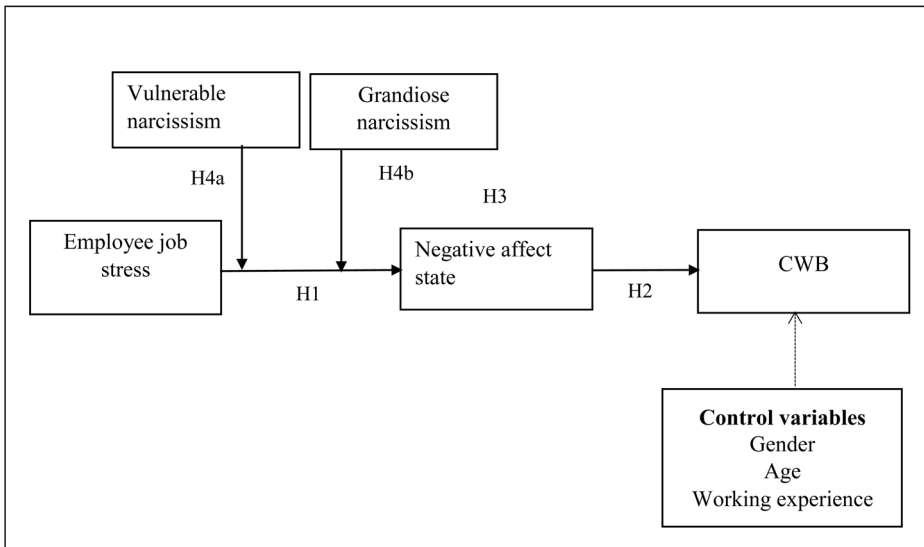 Vulnerable
narcissism
Grandiose
narcissism
H4a
H4b
H3
Employee job
stress
Negative affect
state
CWB
H1
H2
Control variables
Gender
Age
Working experience